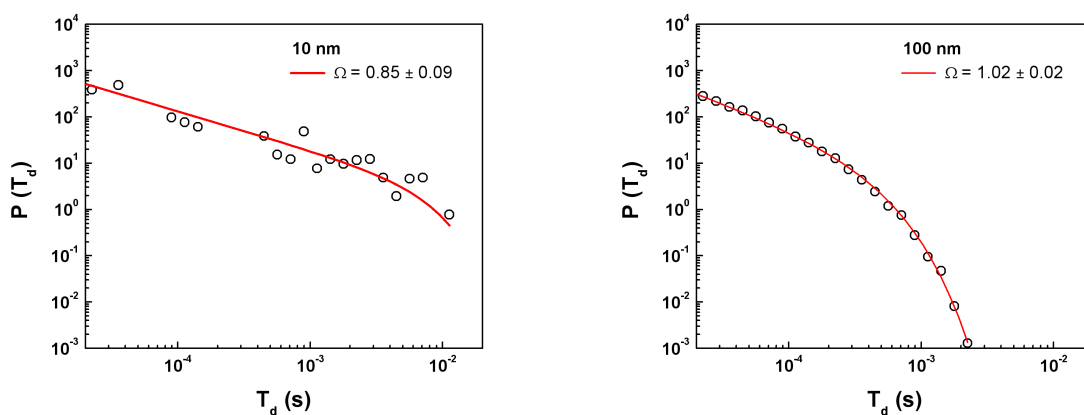 10⁴
10³
10²
10¹
10⁰
10⁻¹
10⁻²
10⁻³
P (T_d)
10 nm
Ω = 0.85 ± 0.09
10⁻⁴
10⁻³
10⁻²
T_d (s)
10⁴
10³
10²
10¹
10⁰
10⁻¹
10⁻²
10⁻³
P (T_d)
100 nm
Ω = 1.02 ± 0.02
10⁻⁴
10⁻³
10⁻²
T_d (s)